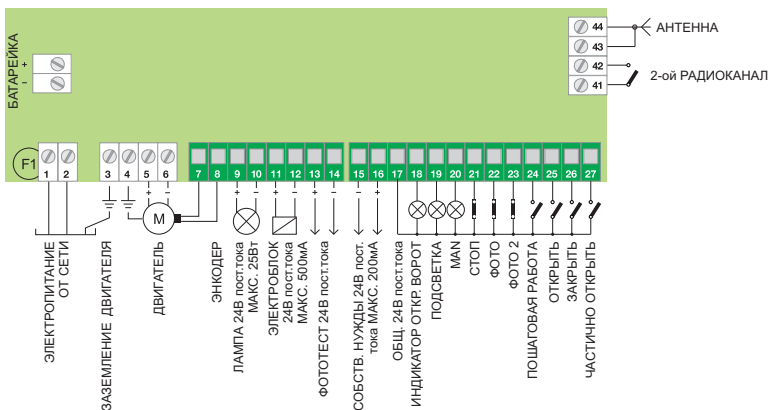 44
АНТЕННА
43
42
2-ой РАДИОКАНАЛ
41
БАТАРЕЙКА
+
−
F1
1
2
3
4
5
6
7
8
9
10
11
12
13
14
15
16
17
18
19
20
21
22
23
24
25
26
27
+
−
+
−
+
−
+
−
−
+
M
ЭЛЕКТРОПИТАНИЕ
ОТ СЕТИ
ЗАЗЕМЛЕНИЕ ДВИГАТЕЛЯ
ДВИГАТЕЛЬ
ЭНКОДЕР
ЛАМПА 24В пост.тока
МАКС. 25Вт
ЭЛЕКТРОБЛОК
24В пост.тока
МАКС. 500мА
ФОТОТЕСТ 24В пост.тока
СОБСТВ. НУЖДЫ 24В пост.
тока МАКС. 200мА
ОБЩ. 24В пост.тока
ИНДИКАТОР ОТКР. ВОРОТ
ПОДСВЕТКА
MAN
СТОП
ФОТО
ФОТО 2
ПОШАГОВАЯ РАБОТА
ОТКРЫТЬ
ЗАКРЫТЬ
ЧАСТИЧНО ОТКРЫТЬ